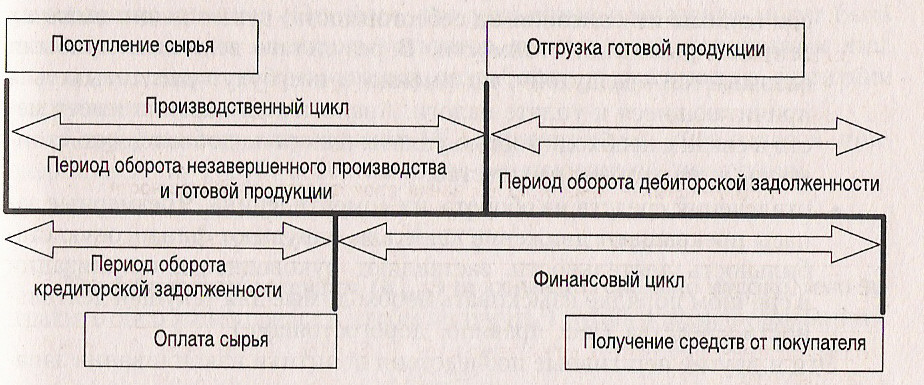 Поступление сырья
Отгрузка готовой продукции
Производственный цикл
Период оборота незавершенного производства
и готовой продукции
Период оборота дебиторской задолженности
Период оборота
кредиторской задолженности
Финансовый цикл
Оплата сырья
Получение средств от покупателя